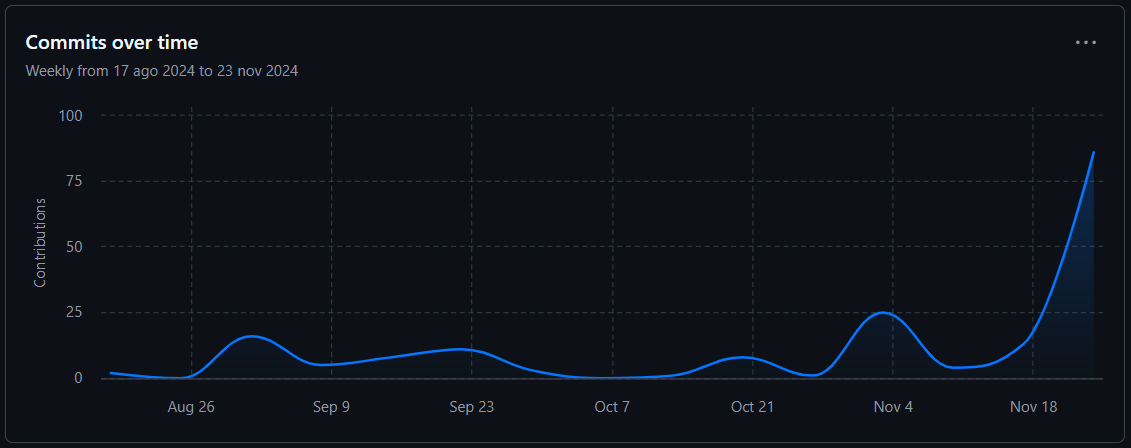 Commits over time
Weekly from 17 ago 2024 to 23 nov 2024
100
75
50
25
0
Contributions
Aug 26
Sep 9
Sep 23
Oct 7
Oct 21
Nov 4
Nov 18